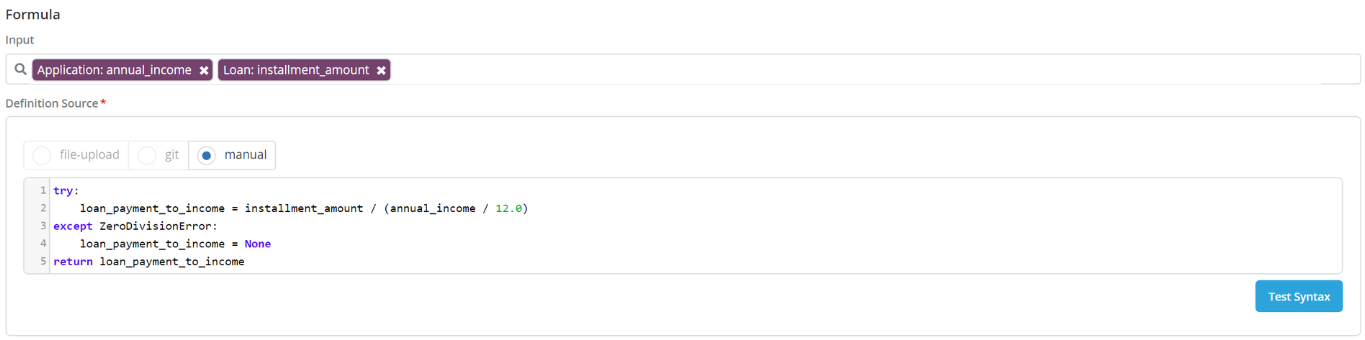 Formula
Input
Application: annual_income × Loan: installment_amount ×
Definition Source*
file-upload git manual
1 try:
2     loan_payment_to_income = installment_amount / (annual_income / 12.0)
3 except ZeroDivisionError:
4     loan_payment_to_income = None
5 return loan_payment_to_income
Test Syntax